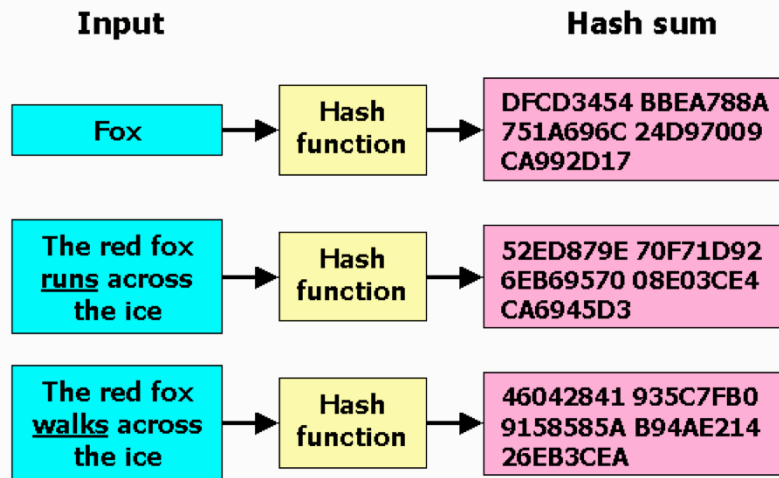 Input
Hash sum
Fox
Hash
function
DFCD3454 BBEA788A
751A696C 24D97009
CA992D17
The red fox
runs across
the ice
Hash
function
52ED879E 70F71D92
6EB69570 08E03CE4
CA6945D3
The red fox
walks across
the ice
Hash
function
46042841 935C7FB0
9158585A B94AE214
26EB3CEA